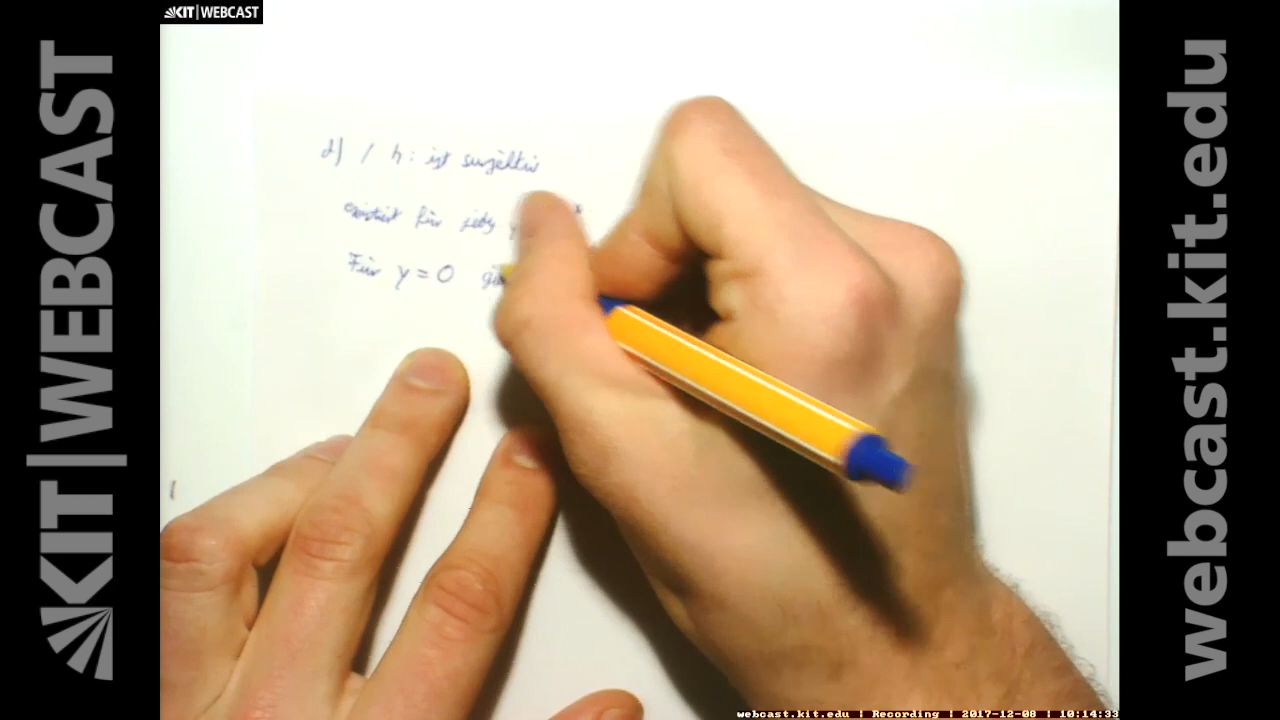 KIT|WEBCAST
KIT|WEBCAST
d) / h: ist surjektiv
existiert für jedes
Für y = 0
webcast.kit.edu
webcast.kit.edu | Recording | 2017-12-08 | 10:14:33